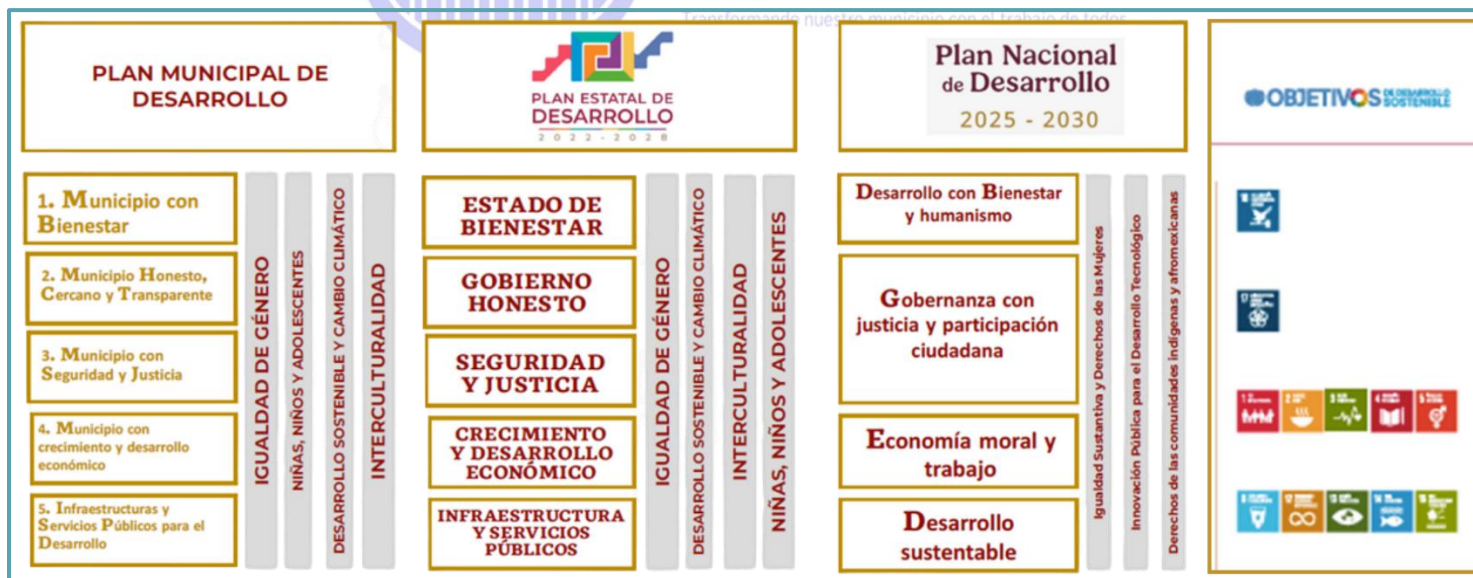 Transformando nuestro municipio con el trabajo de todos
PLAN MUNICIPAL DE
DESARROLLO
1. Municipio con
Bienestar
2. Municipio Honesto,
Cercano y Transparente
3. Municipio con
Seguridad y Justicia
4. Municipio con
crecimiento y desarrollo
económico
5. Infraestructuras y
Servicios Públicos para el
Desarrollo
IGUALDAD DE GÉNERO
NIÑAS, NIÑOS Y ADOLESCENTES
DESARROLLO SOSTENIBLE Y CAMBIO CLIMÁTICO
INTERCULTURALIDAD
PLAN ESTATAL DE
DESARROLLO
2022-2028
ESTADO DE
BIENESTAR
GOBIERNO
HONESTO
SEGURIDAD
Y JUSTICIA
CRECIMIENTO
Y DESARROLLO
ECONÓMICO
INFRAESTRUCTURA
Y SERVICIOS
PÚBLICOS
IGUALDAD DE GÉNERO
DESARROLLO SOSTENIBLE Y CAMBIO CLIMÁTICO
INTERCULTURALIDAD
NIÑAS, NIÑOS Y ADOLESCENTES
Plan Nacional
de Desarrollo
2025 - 2030
Desarrollo con Bienestar
y humanismo
Gobernanza con
justicia y participación
ciudadana
Economía moral y
trabajo
Desarrollo
sustentable
Igualdad Sustantiva y Derechos de las Mujeres
Innovación Pública para el Desarrollo Tecnológico
Derechos de las comunidades indígenas y afromexicanas
OBJETIVOS DE DESARROLLO
SOSTENIBLE
1
2
3
4
5